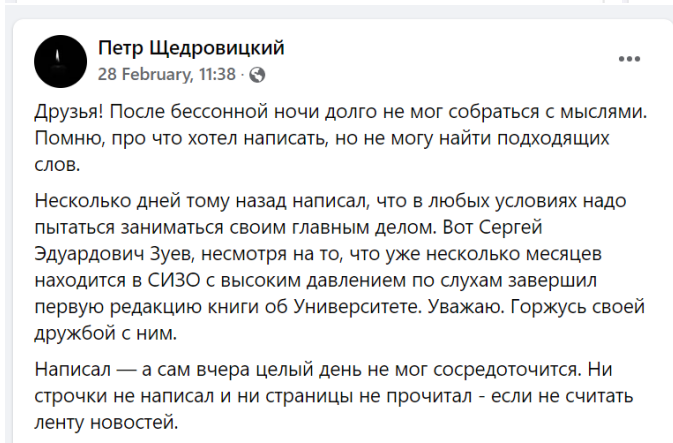 Петр Щедровицкий
28 February, 11:38 ·
Друзья! После бессонной ночи долго не мог собраться с мыслями.
Помню, про что хотел написать, но не могу найти подходящих
слов.
Несколько дней тому назад написал, что в любых условиях надо
пытаться заниматься своим главным делом. Вот Сергей
Эдуардович Зуев, несмотря на то, что уже несколько месяцев
находится в СИЗО с высоким давлением по слухам завершил
первую редакцию книги об Университете. Уважаю. Горжусь своей
дружбой с ним.
Написал — а сам вчера целый день не мог сосредоточится. Ни
строчки не написал и ни страницы не прочитал - если не считать
ленту новостей.